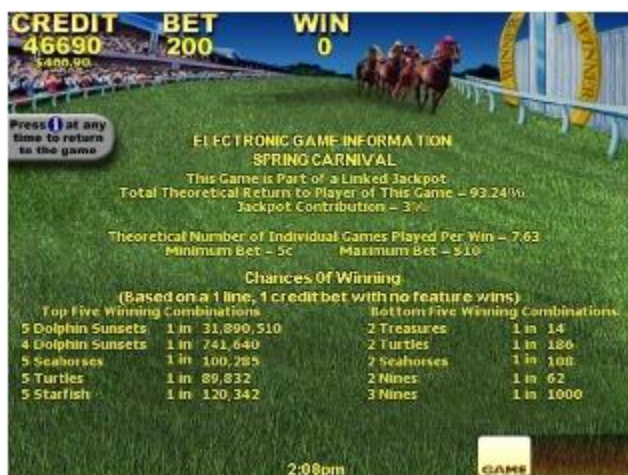 CREDIT BET WIN
46690 200 0
Press i at any
time to return
to the game
WINNER
WINNER
ELECTRONIC GAME INFORMATION
SPRING CARNIVAL
This Game is Part of a Linked Jackpot
Total Theoretical Return to Player of This Game = 93.24%
Jackpot Contribution = 3%
Theoretical Number of Individual Games Played Per Win = 7.63
Minimum Bet = 5c Maximum Bet = $10
Chances Of Winning
(Based on a 1 line, 1 credit bet with no feature wins)
Top Five Winning Combinations
5 Dolphin Sunsets 1 in 31,890,510
4 Dolphin Sunsets 1 in 741,640
5 Seahorses 1 in 100,285
5 Turtles 1 in 89,832
5 Starfish 1 in 120,342
Bottom Five Winning Combinations
2 Treasures 1 in 14
2 Turtles 1 in 186
2 Seahorses 1 in 108
2 Nines 1 in 62
3 Nines 1 in 1000
2:08pm
GAME